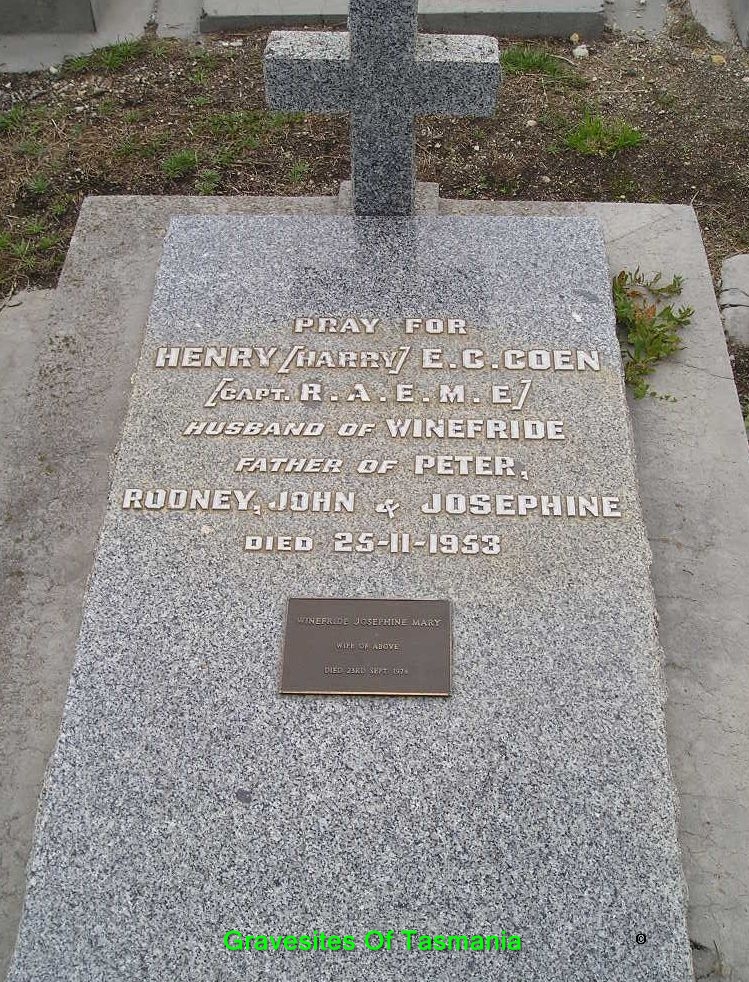 PRAY FOR
HENRY [HARRY] E.C.COEN
[CAPT. R.A.E.M.E]
HUSBAND OF WINEFRIDE
FATHER OF PETER,
RODNEY, JOHN & JOSEPHINE
DIED 25-11-1953
WINEFRIDE JOSEPHINE MARY
WIFE OF ABOVE
DIED 23RD SEPT.
Gravesites Of Tasmania ©